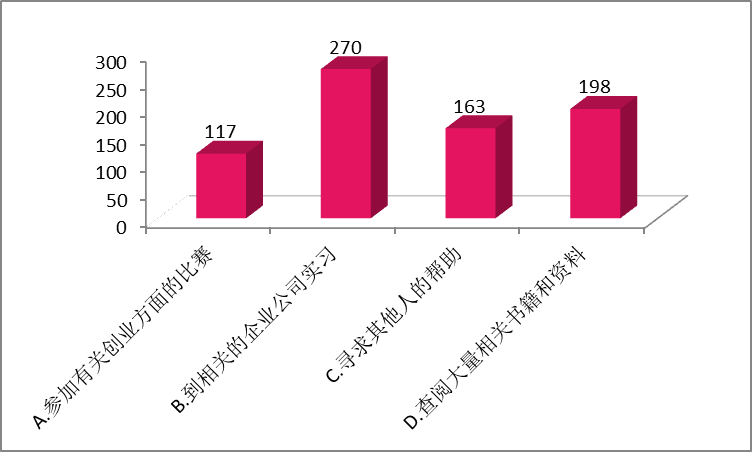 300
250
200
150
100
50
0
117
270
163
198
A.参加有关创业方面的比赛
B.到相关的企业公司实习
C.寻求其他人的帮助
D.查阅大量相关书籍和资料